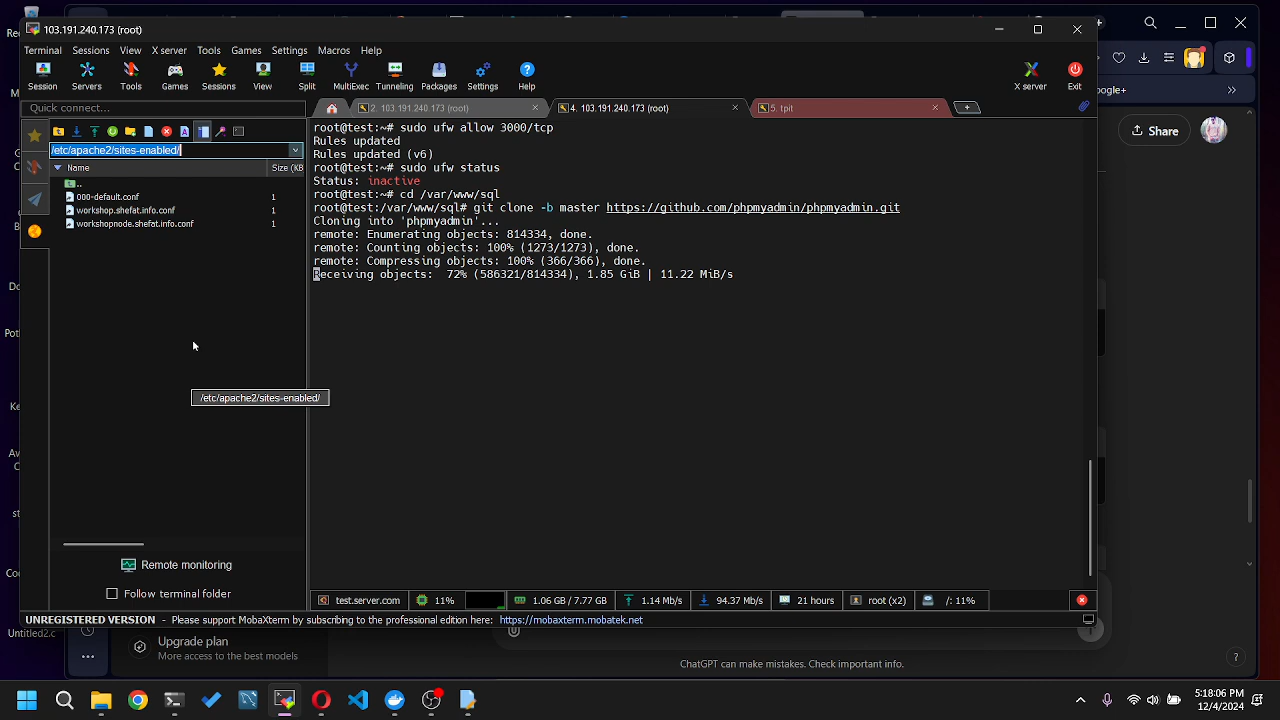 103.191.240.173 (root)
Terminal Sessions View X server Tools Games Settings Macros Help
Session Servers Tools Games Sessions View Split MultiExec Tunneling Packages Settings Help X server Exit
Quick connect...
2. 103.191.240.173 (root)
4. 103.191.240.173 (root)
5. tpit
/etc/apache2/sites-enabled/
Name Size (KB
..
000-default.conf 1
workshop.shefat.info.conf 1
workshopnode.shefat.info.conf 1
/etc/apache2/sites-enabled/
Remote monitoring
Follow terminal folder
root@test:~# sudo ufw allow 3000/tcp
Rules updated
Rules updated (v6)
root@test:~# sudo ufw status
Status: inactive
root@test:~# cd /var/www/sql
root@test:/var/www/sql# git clone -b master https://github.com/phpmyadmin/phpmyadmin.git
Cloning into 'phpmyadmin'...
remote: Enumerating objects: 814334, done.
remote: Counting objects: 100% (1273/1273), done.
remote: Compressing objects: 100% (366/366), done.
Receiving objects:  72% (586321/814334), 1.85 GiB | 11.22 MiB/s
test.server.com 11% 1.06 GB / 7.77 GB 1.14 Mb/s 94.37 Mb/s 21 hours root (x2) /: 11%
UNREGISTERED VERSION - Please support MobaXterm by subscribing to the professional edition here: https://mobaxterm.mobatek.net
oogle+
Share
Untitled2.c
Upgrade plan
More access to the best models
ChatGPT can make mistakes. Check important info.
?
5:18:06 PM
12/4/2024